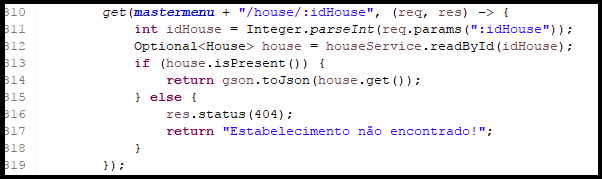 310 get(mastermenu + "/house/:idHouse", (req, res) -> {
311 int idHouse = Integer.parseInt(req.params(":idHouse"));
312 Optional<House> house = houseService.readById(idHouse);
313 if (house.isPresent()) {
314 return gson.toJson(house.get());
315 } else {
316 res.status(404);
317 return "Estabelecimento não encontrado!";
318 }
319 });